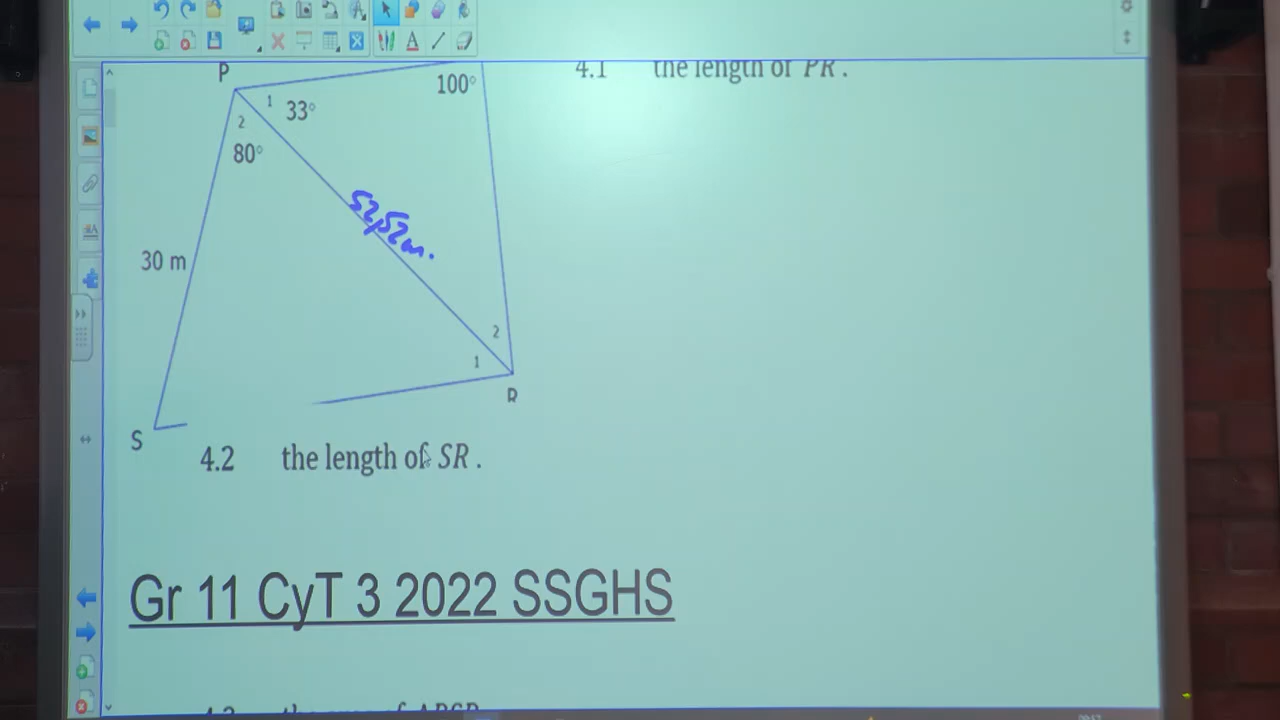 4.1 the length of PR.
P
100°
1 33°
2
80°
52,52m.
30 m
2
1
R
S
4.2 the length of SR.
Gr 11 CyT 3 2022 SSGHS